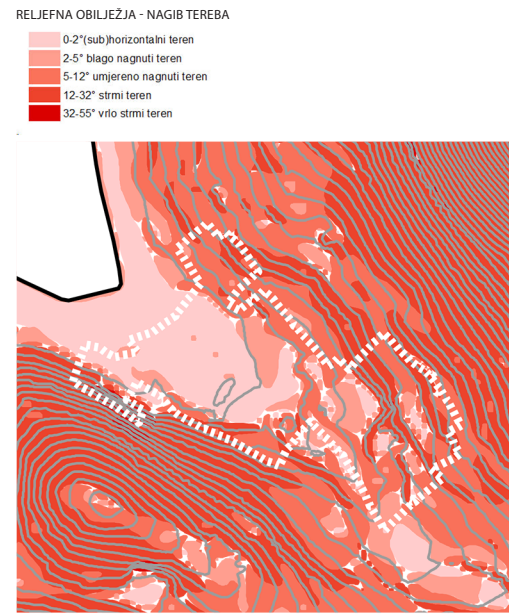 RELJEFNA OBILJEŽJA - NAGIB TEREBA
0-2°(sub)horizontalni teren
2-5° blago nagnuti teren
5-12° umjereno nagnuti teren
12-32° strmi teren
32-55° vrlo strmi teren